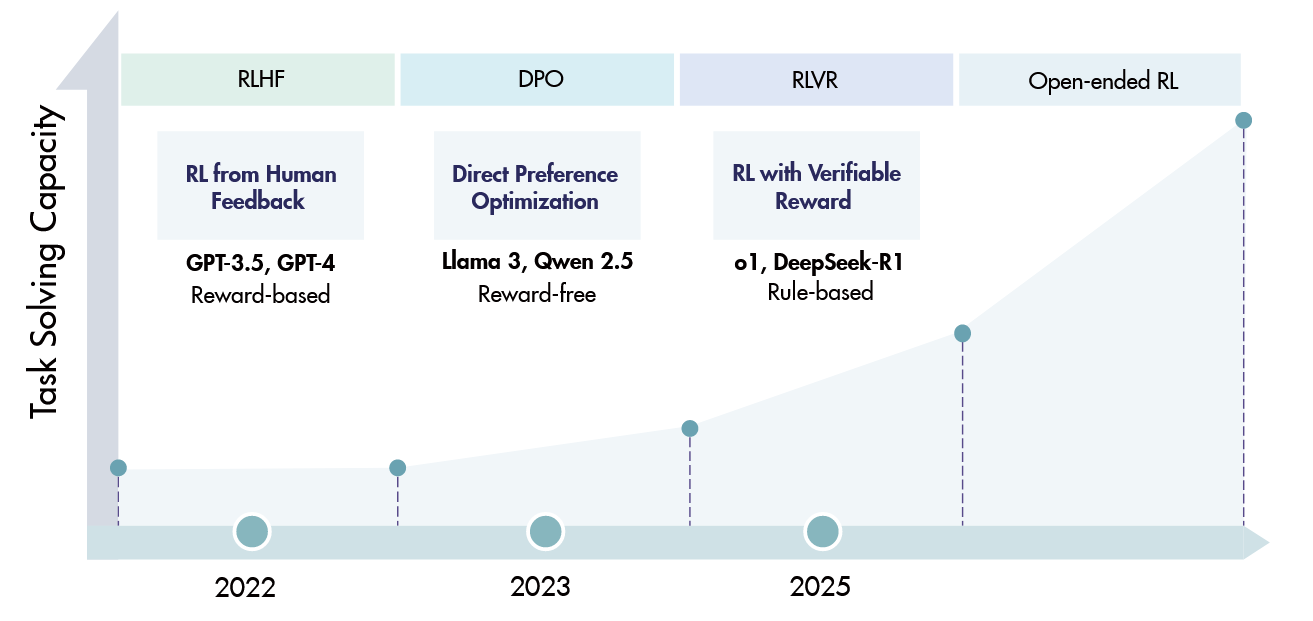 Task Solving Capacity
RLHF
DPO
RLVR
Open-ended RL
RL from Human
Feedback
GPT-3.5, GPT-4
Reward-based
Direct Preference
Optimization
Llama 3, Qwen 2.5
Reward-free
RL with Verifiable
Reward
o1, DeepSeek-R1
Rule-based
2022
2023
2025